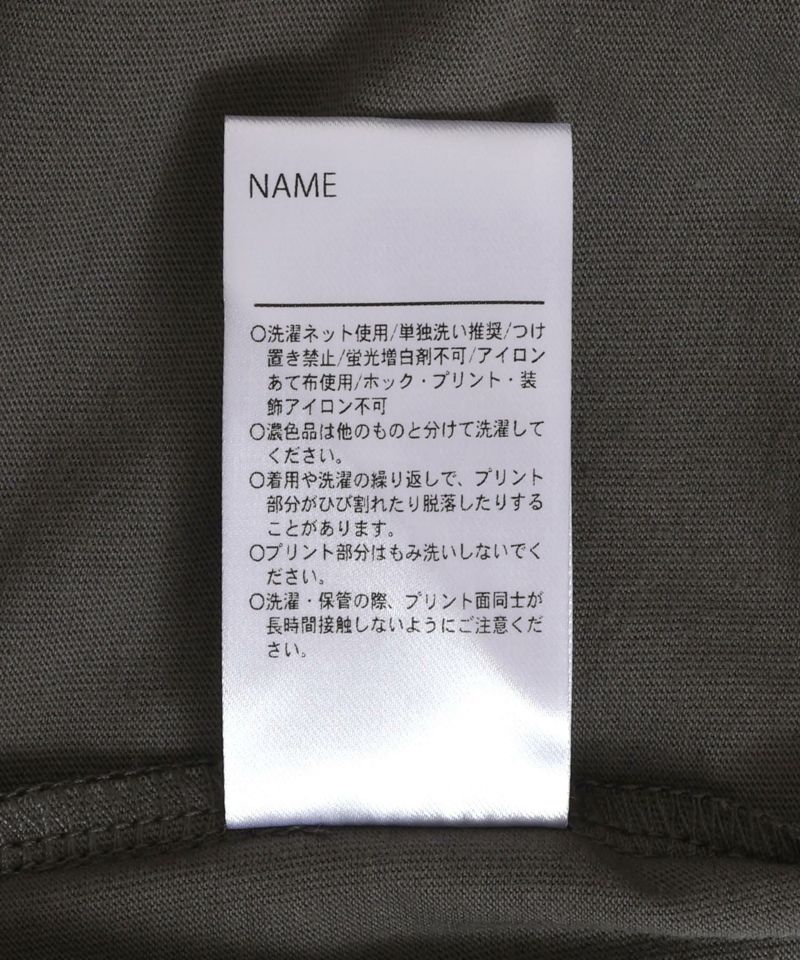 NAME
○洗濯ネット使用/単独洗い推奨/つけ
置き禁止/蛍光増白剤不可/アイロン
あて布使用/ホック・プリント・装
飾アイロン不可
○濃色品は他のものと分けて洗濯して
ください。
○着用や洗濯の繰り返しで、プリント
部分がひび割れたり脱落したりする
ことがあります。
○プリント部分はもみ洗いしないでく
ださい。
○洗濯・保管の際、プリント面同士が
長時間接触しないようにご注意くだ
さい。